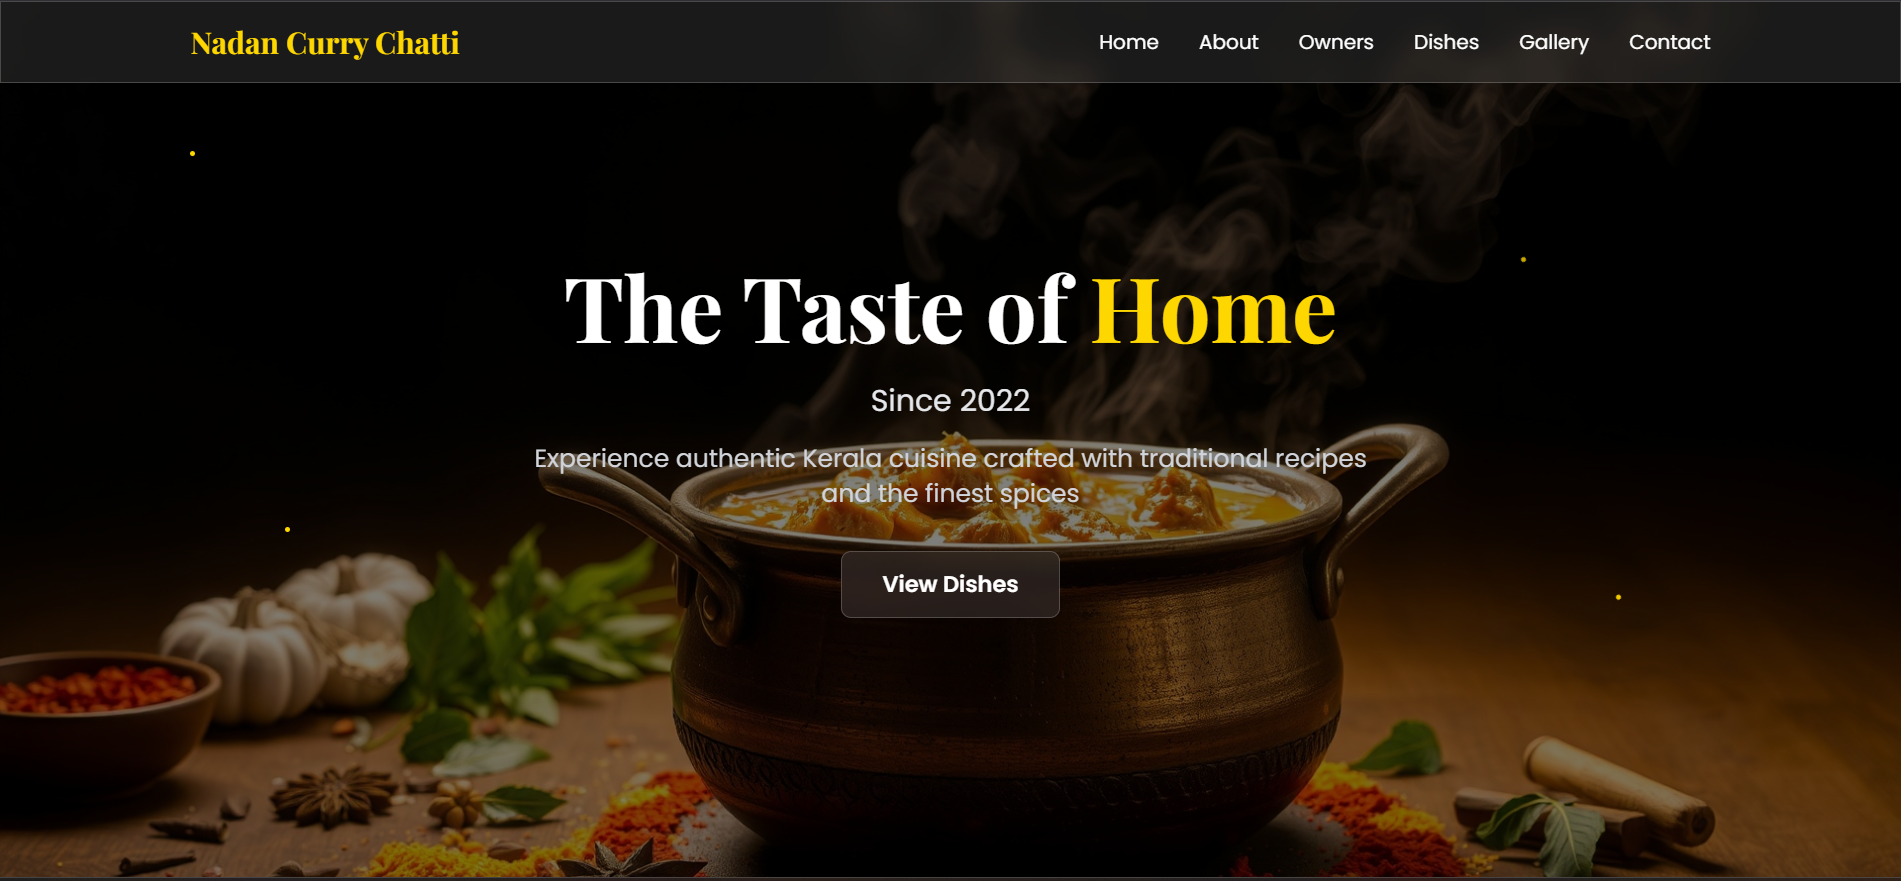 Nadan Curry Chatti
Home About Owners Dishes Gallery Contact
The Taste of Home
Since 2022
Experience authentic Kerala cuisine crafted with traditional recipes
and the finest spices
View Dishes